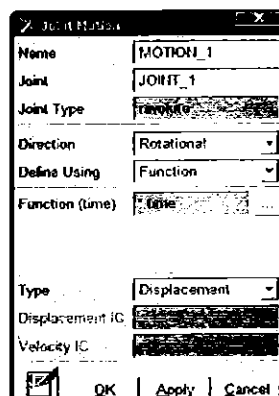 Joint Motion
Name MOTION_1
Joint JOINT_1
Joint Type revolute
Direction Rotational
Define Using Function
Function (time) * time ...
Type Displacement
Displacement IC
Velocity IC
OK Apply Cancel